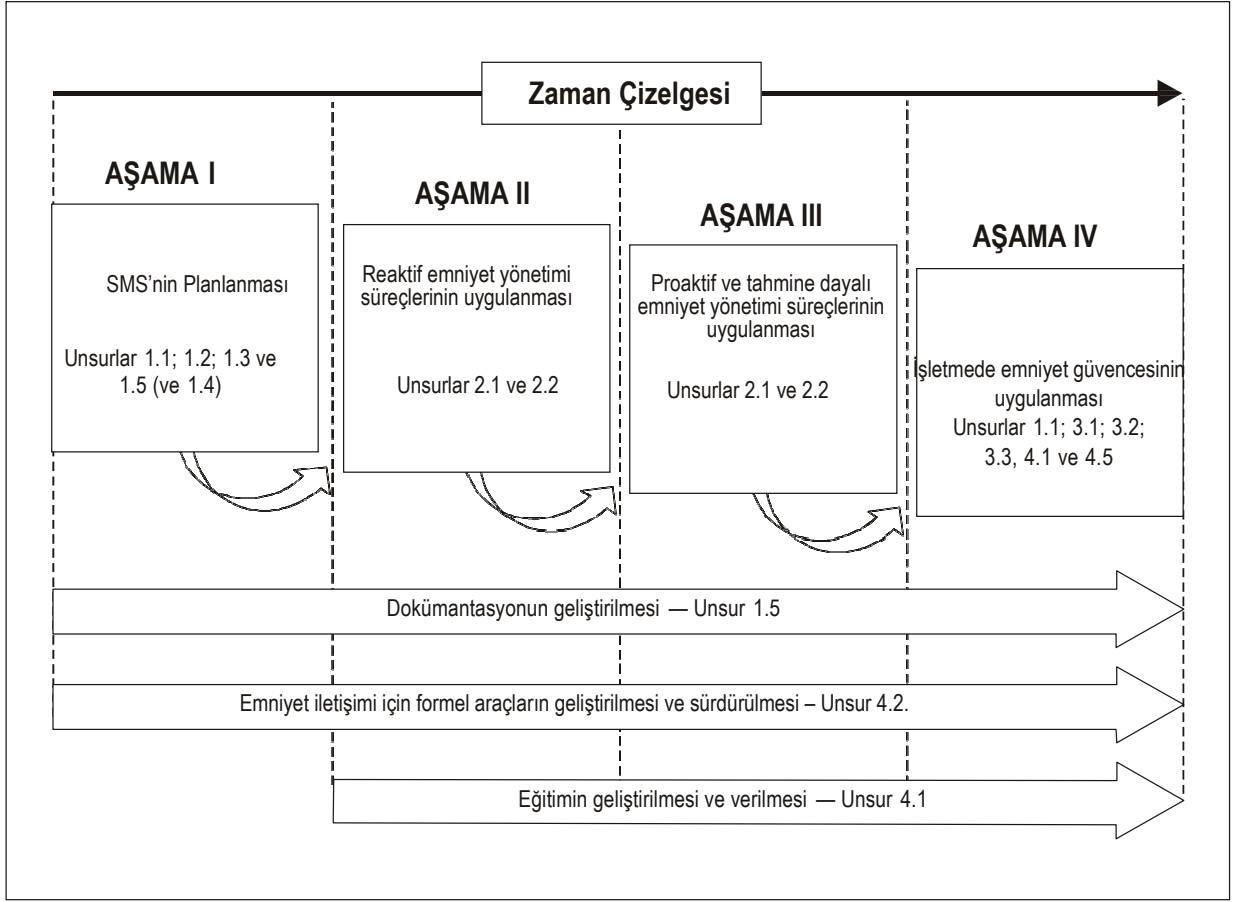 Zaman Çizelgesi
AŞAMA I
SMS’nin Planlanması
Unsurlar 1.1; 1.2; 1.3 ve
1.5 (ve 1.4)
AŞAMA II
Reaktif emniyet yönetimi
süreçlerinin uygulanması
Unsurlar 2.1 ve 2.2
AŞAMA III
Proaktif ve tahmine dayalı
emniyet yönetimi süreçlerinin
uygulanması
Unsurlar 2.1 ve 2.2
AŞAMA IV
İşletmede emniyet güvencesinin
uygulanması
Unsurlar 1.1; 3.1; 3.2;
3.3, 4.1 ve 4.5
Dokümantasyonun geliştirilmesi — Unsur 1.5
Emniyet iletişimi için formel araçların geliştirilmesi ve sürdürülmesi – Unsur 4.2.
Eğitimin geliştirilmesi ve verilmesi — Unsur 4.1